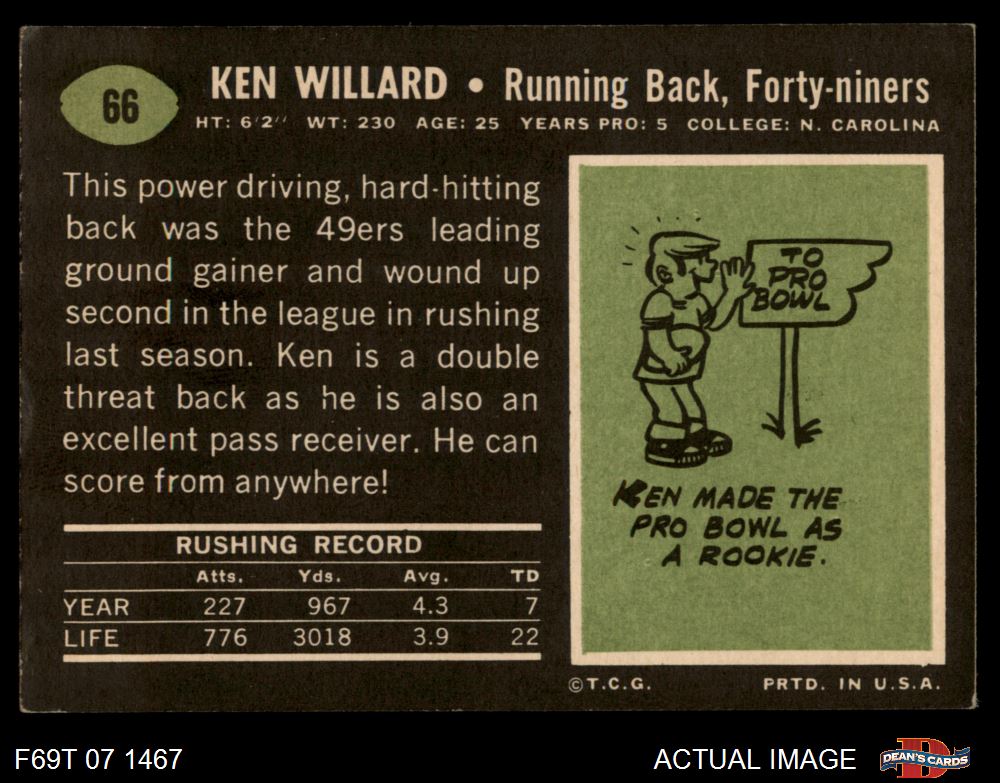 66
KEN WILLARD • Running Back, Forty-niners
HT: 6'2'' WT: 230 AGE: 25 YEARS PRO: 5 COLLEGE: N. CAROLINA
This power driving, hard-hitting
back was the 49ers leading
ground gainer and wound up
second in the league in rushing
last season. Ken is a double
threat back as he is also an
excellent pass receiver. He can
score from anywhere!
RUSHING RECORD
Atts. Yds. Avg. TD
YEAR 227 967 4.3 7
LIFE 776 3018 3.9 22
TO
PRO
BOWL
KEN MADE THE
PRO BOWL AS
A ROOKIE.
©T.C.G. PRTD. IN U.S.A.
F69T 07 1467 ACTUAL IMAGE
D
DEAN'S CARDS